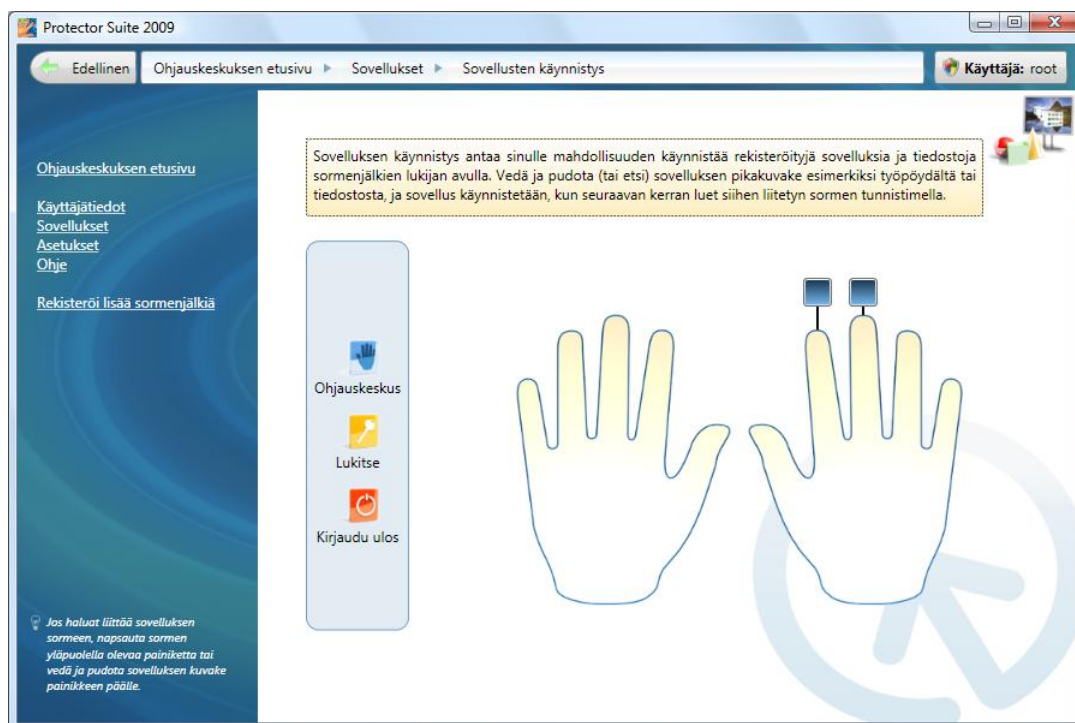 Protector Suite 2009
Edellinen Ohjauskeskuksen etusivu Sovellukset Sovellusten käynnistys Käyttäjä: root
Sovelluksen käynnistys antaa sinulle mahdollisuuden käynnistää rekisteröityjä sovelluksia ja tiedostoja
sormenjälkien lukijan avulla. Vedä ja pudota (tai etsi) sovelluksen pikakuvake esimerkiksi työpöydältä tai
tiedostosta, ja sovellus käynnistetään, kun seuraavan kerran luet siihen liitetyn sormen tunnistimella.
Ohjauskeskuksen etusivu
Käyttäjätiedot
Sovellukset
Asetukset
Ohje
Rekisteröi lisää sormenjälkiä
Ohjauskeskus
Lukitse
Kirjaudu ulos
Jos haluat liittää sovelluksen
sormeen, napsauta sormen
yläpuolella olevaa painiketta tai
vedä ja pudota sovelluksen kuvake
painikkeen päälle.